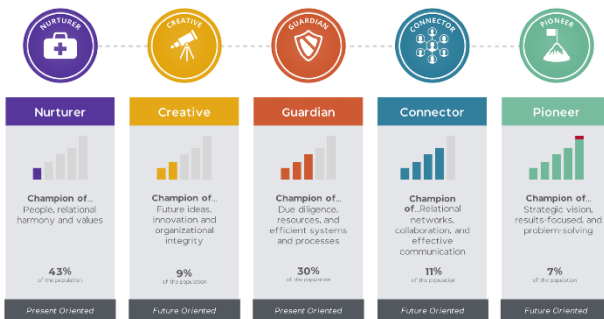 NURTURER
CREATIVE
GUARDIAN
CONNECTOR
PIONEER
Nurturer
Champion of...
People, relational
harmony and values
43%
of the population
Present Oriented
Creative
Champion of...
Future ideas,
innovation and
organizational
integrity
9%
of the population
Future Oriented
Guardian
Champion of...
Due diligence,
resources, and
efficient systems
and processes
30%
of the population
Present Oriented
Connector
Champion
of...Relational
networks,
collaboration, and
effective
communication
11%
of the population
Future Oriented
Pioneer
Champion of...
Strategic vision,
results-focused, and
problem-solving
7%
of the population
Future Oriented